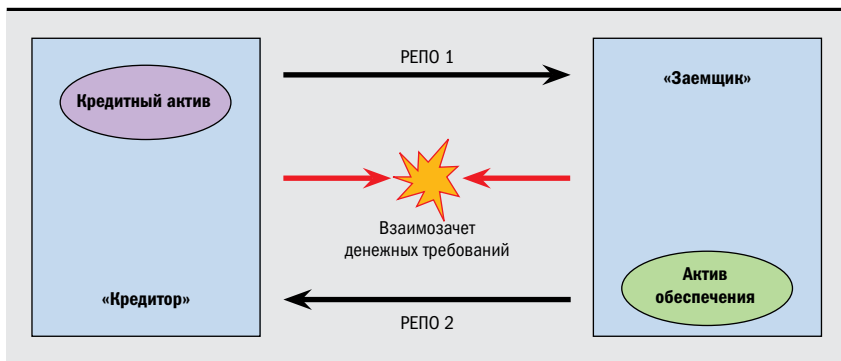 РЕПО 1
Кредитный актив
«Заемщик»
Взаимозачет
денежных требований
«Кредитор»
Актив
обеспечения
РЕПО 2